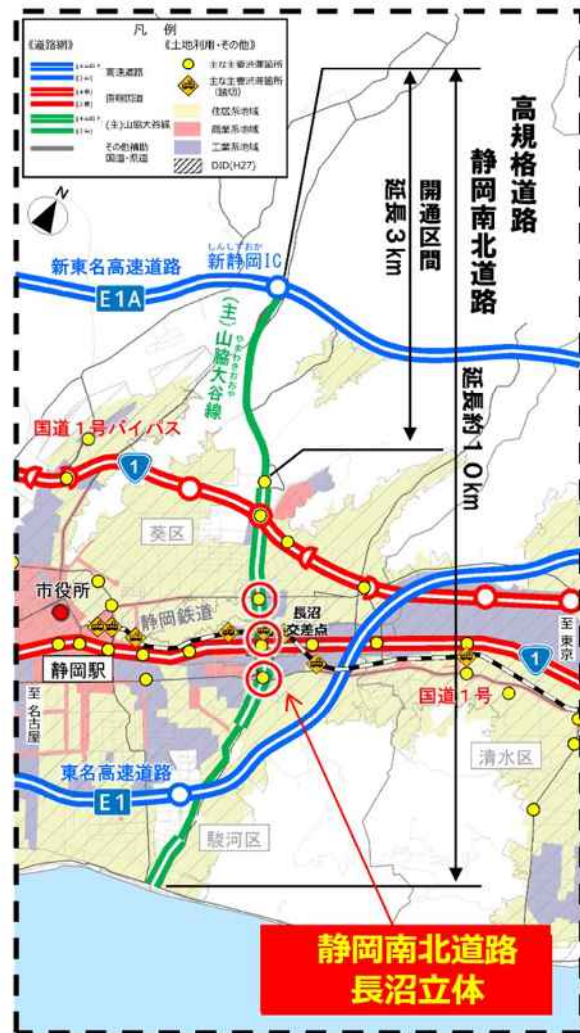 凡 例
《道路網》
《土地利用・その他》
高速道路
直轄国道
(主)山脇大谷線
その他補助
国道・県道
主な主要渋滞箇所
主な主要渋滞箇所
(踏切)
住居系地域
商業系地域
工業系地域
DID(H27)
N
高規格道路
静岡南北道路
延長約10km
開通区間
延長3km
新東名高速道路
しんしずおか
新静岡IC
E1A
(主)山脇大谷線
やまわきおおや
国道1号バイパス
1
葵区
市役所
静岡鉄道
長沼
交差点
至 東京
静岡駅
1
至 名古屋
国道1号
清水区
東名高速道路
E1
駿河区
静岡南北道路
長沼立体